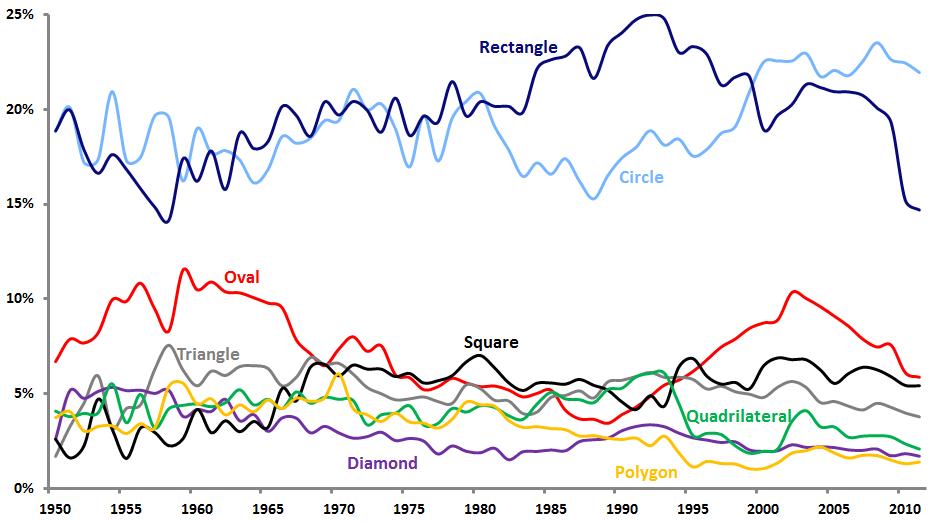 25%
Rectangle
20%
Circle
15%
Oval
10%
Square
Triangle
5%
Quadrilateral
Diamond
Polygon
0%
1950 1955 1960 1965 1970 1975 1980 1985 1990 1995 2000 2005 2010